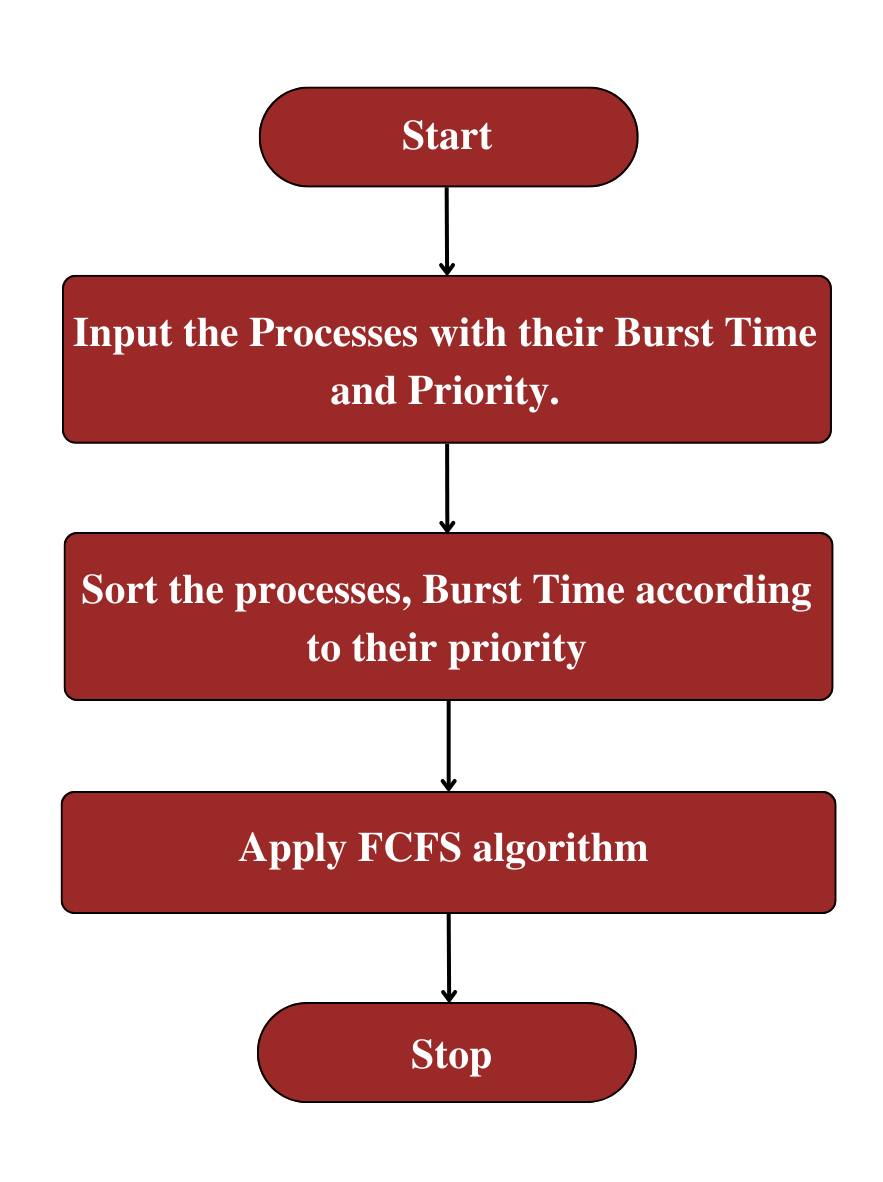 Start
Input the Processes with their Burst Time
and Priority.
Sort the processes, Burst Time according
to their priority
Apply FCFS algorithm
Stop